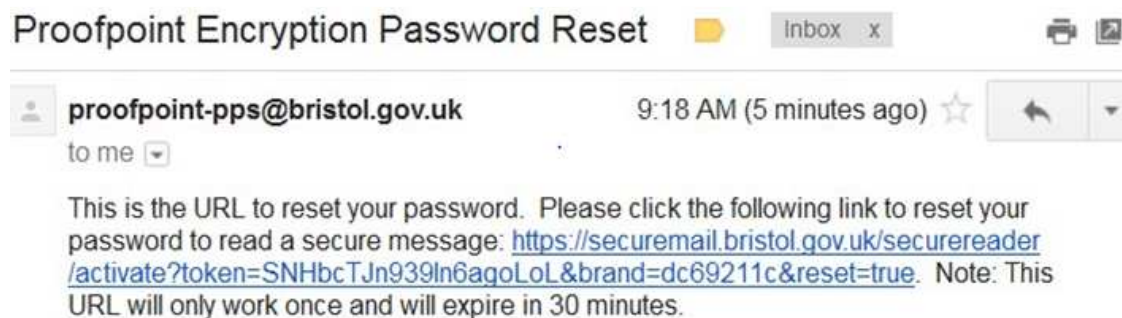 Proofpoint Encryption Password Reset Inbox x
proofpoint-pps@bristol.gov.uk 9:18 AM (5 minutes ago)
to me
This is the URL to reset your password. Please click the following link to reset your
password to read a secure message: https://securemail.bristol.gov.uk/securereader
/activate?token=SNHbcTJn939ln6agoLoL&brand=dc69211c&reset=true. Note: This
URL will only work once and will expire in 30 minutes.